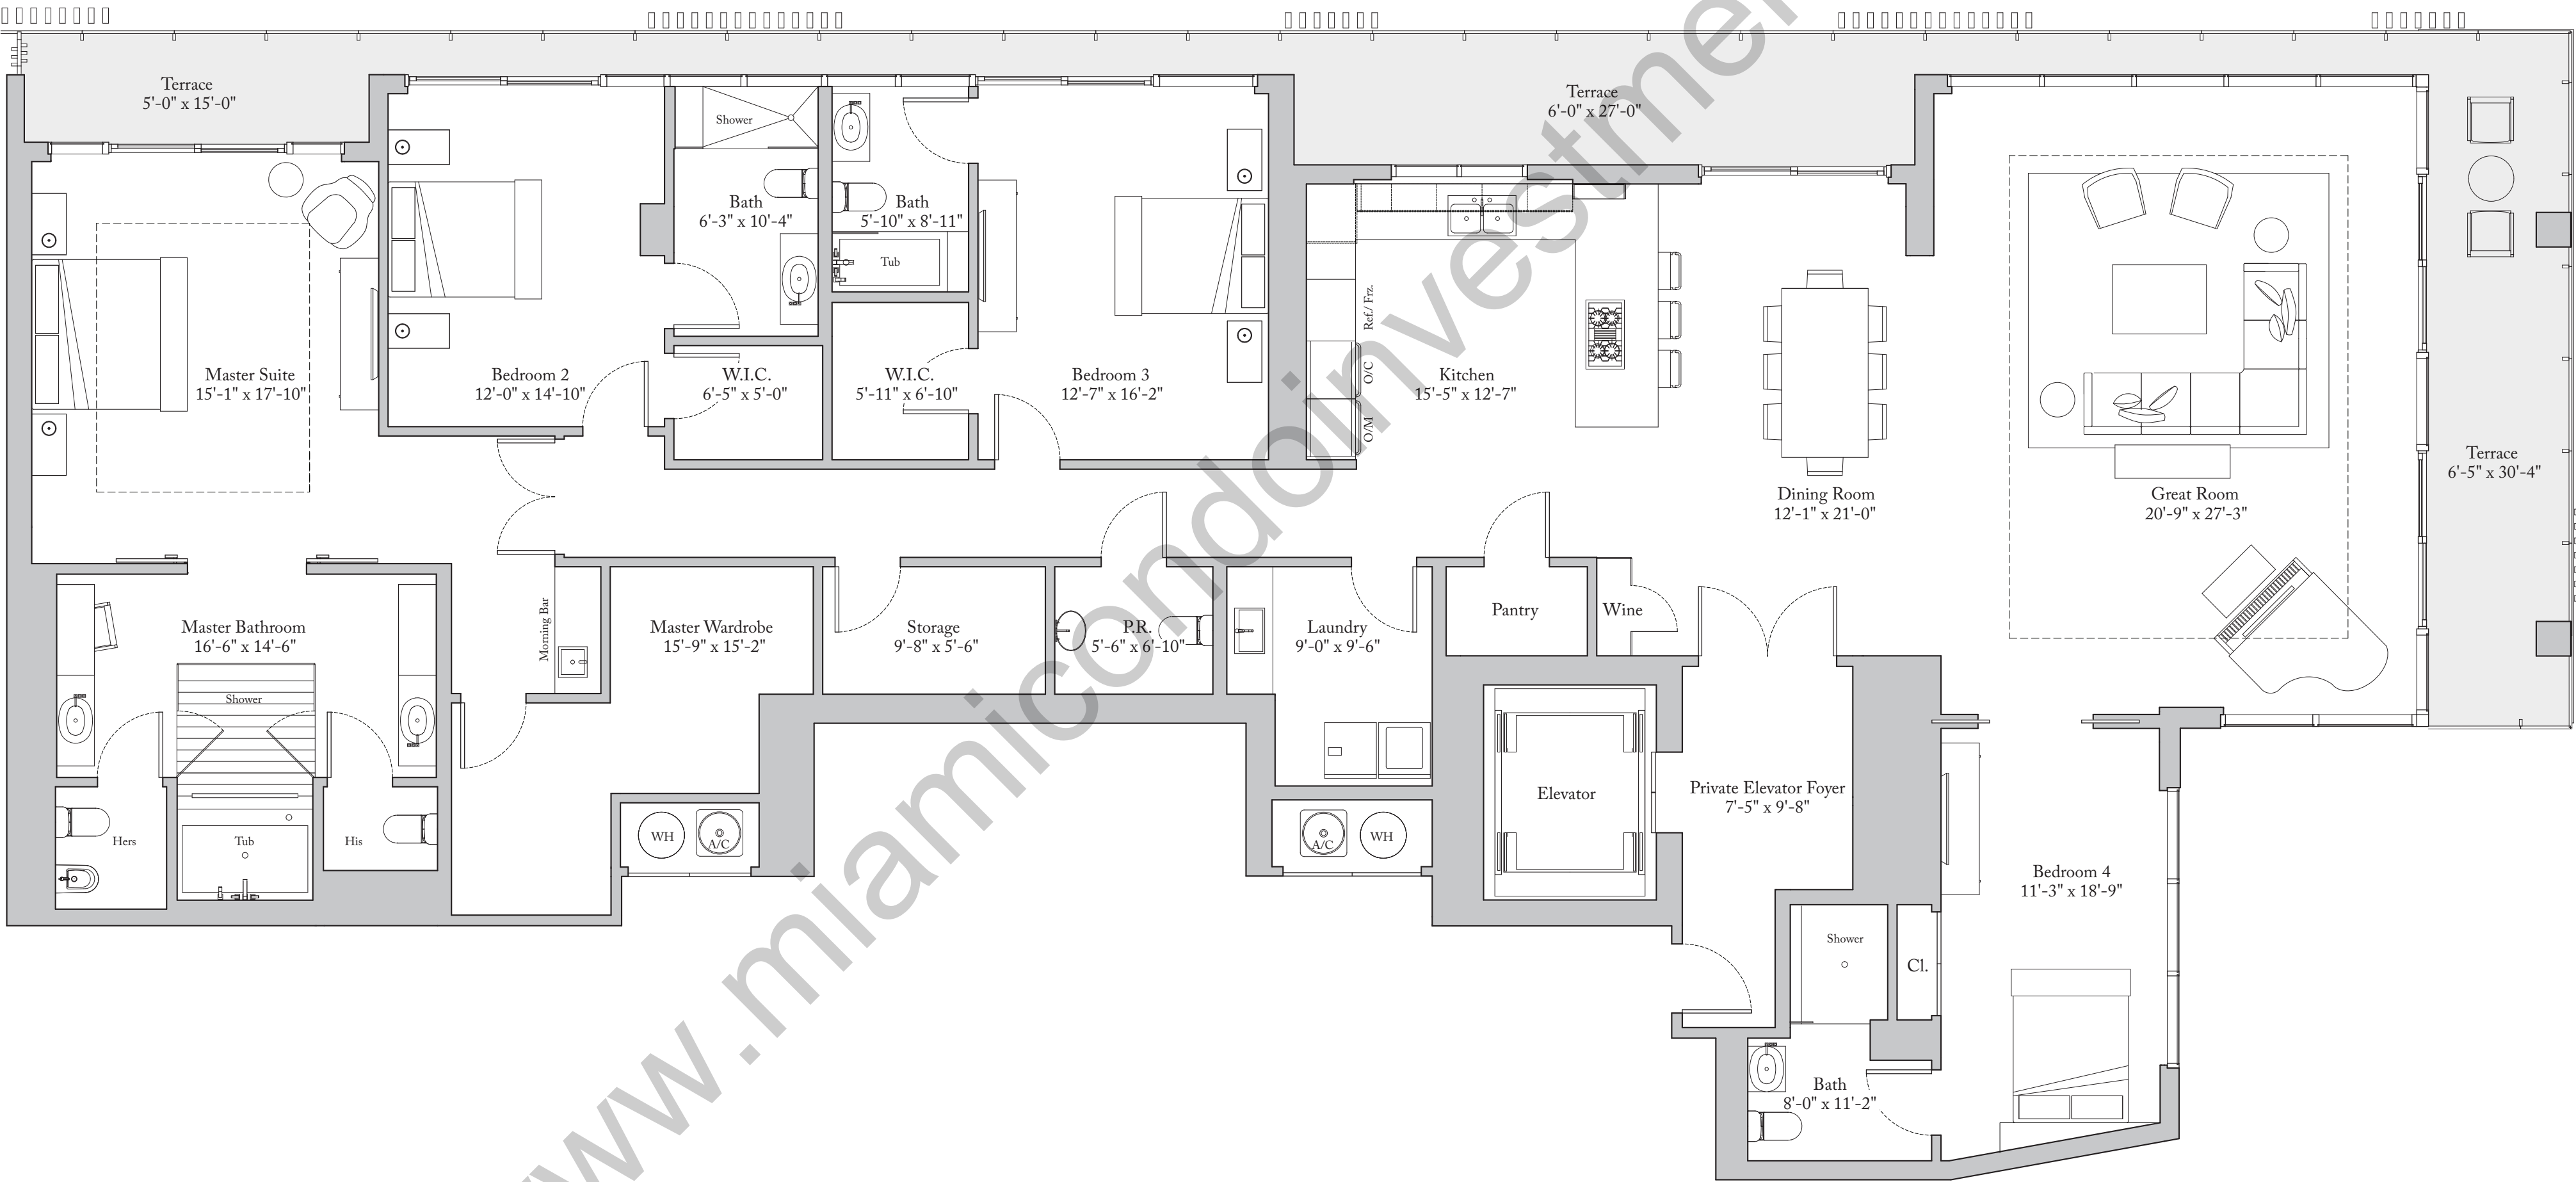 Terrace
5'-0" x 15'-0"
Terrace
6'-0" x 27'-0"
Shower
Bath
6'-3" x 10'-4"
Bath
5'-10" x 8'-11"
Tub
Ref./ Frz.
O/C
O/M
Master Suite
15'-1" x 17'-10"
Bedroom 2
12'-0" x 14'-10"
W.I.C.
6'-5" x 5'-0"
W.I.C.
5'-11" x 6'-10"
Bedroom 3
12'-7" x 16'-2"
Kitchen
15'-5" x 12'-7"
Dining Room
12'-1" x 21'-0"
Great Room
20'-9" x 27'-3"
Terrace
6'-5" x 30'-4"
Master Bathroom
16'-6" x 14'-6"
Morning Bar
Master Wardrobe
15'-9" x 15'-2"
Storage
9'-8" x 5'-6"
P.R.
5'-6" x 6'-10"
Laundry
9'-0" x 9'-6"
Pantry
Wine
Shower
Hers
Tub
His
WH
A/C
A/C
WH
Elevator
Private Elevator Foyer
7'-5" x 9'-8"
Bedroom 4
11'-3" x 18'-9"
Shower
Cl.
Bath
8'-0" x 11'-2"
www.miamicondoinvestme